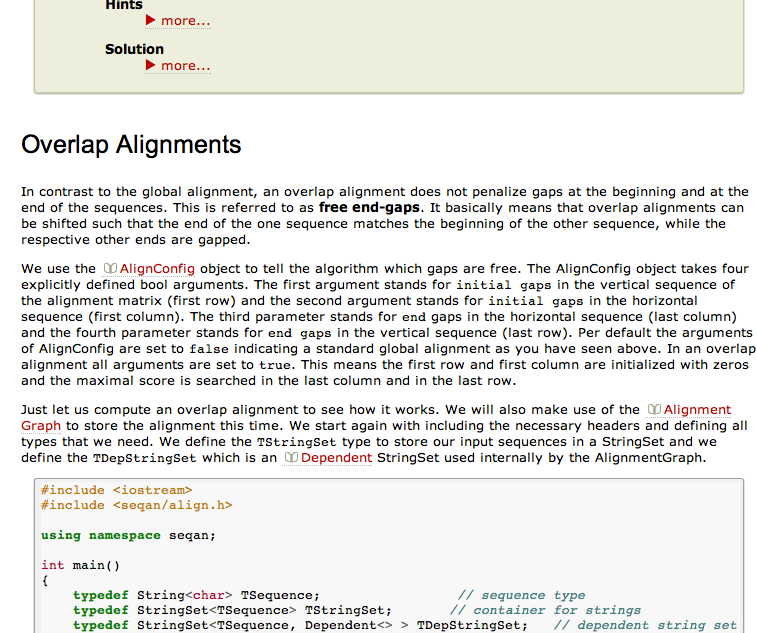 Hints
more...
Solution
more...
Overlap Alignments
In contrast to the global alignment, an overlap alignment does not penalize gaps at the beginning and at the
end of the sequences. This is referred to as free end-gaps. It basically means that overlap alignments can
be shifted such that the end of the one sequence matches the beginning of the other sequence, while the
respective other ends are gapped.
We use the AlignConfig object to tell the algorithm which gaps are free. The AlignConfig object takes four
explicitly defined bool arguments. The first argument stands for initial gaps in the vertical sequence of
the alignment matrix (first row) and the second argument stands for initial gaps in the horizontal
sequence (first column). The third parameter stands for end gaps in the horizontal sequence (last column)
and the fourth parameter stands for end gaps in the vertical sequence (last row). Per default the arguments
of AlignConfig are set to false indicating a standard global alignment as you have seen above. In an overlap
alignment all arguments are set to true. This means the first row and first column are initialized with zeros
and the maximal score is searched in the last column and in the last row.
Just let us compute an overlap alignment to see how it works. We will also make use of the Alignment
Graph to store the alignment this time. We start again with including the necessary headers and defining all
types that we need. We define the TStringSet type to store our input sequences in a StringSet and we
define the TDepStringSet which is an Dependent StringSet used internally by the AlignmentGraph.
#include <iostream>
#include <seqan/align.h>
using namespace seqan;
int main()
{
typedef String<char> TSequence; // sequence type
typedef StringSet<TSequence> TStringSet; // container for strings
typedef StringSet<TSequence, Dependent<> > TDepStringSet; // dependent string set